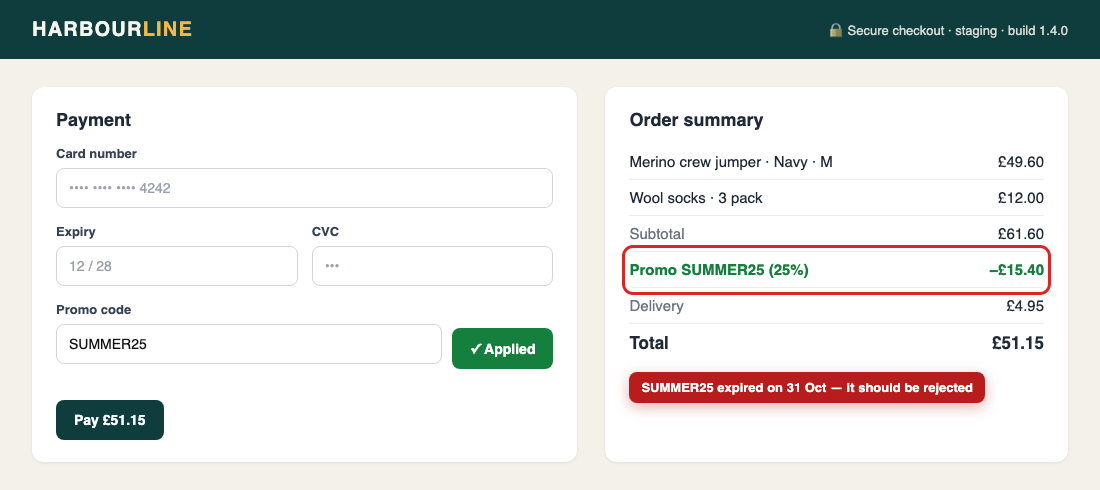 HARBOURLINE
🔒 Secure checkout · staging · build 1.4.0
Payment
Card number
•••• •••• •••• 4242
Expiry
CVC
12 / 28
•••
Promo code
SUMMER25
✓ Applied
Pay £51.15
Order summary
Merino crew jumper · Navy · M £49.60
Wool socks · 3 pack £12.00
Subtotal £61.60
Promo SUMMER25 (25%) −£15.40
Delivery £4.95
Total £51.15
SUMMER25 expired on 31 Oct — it should be rejected